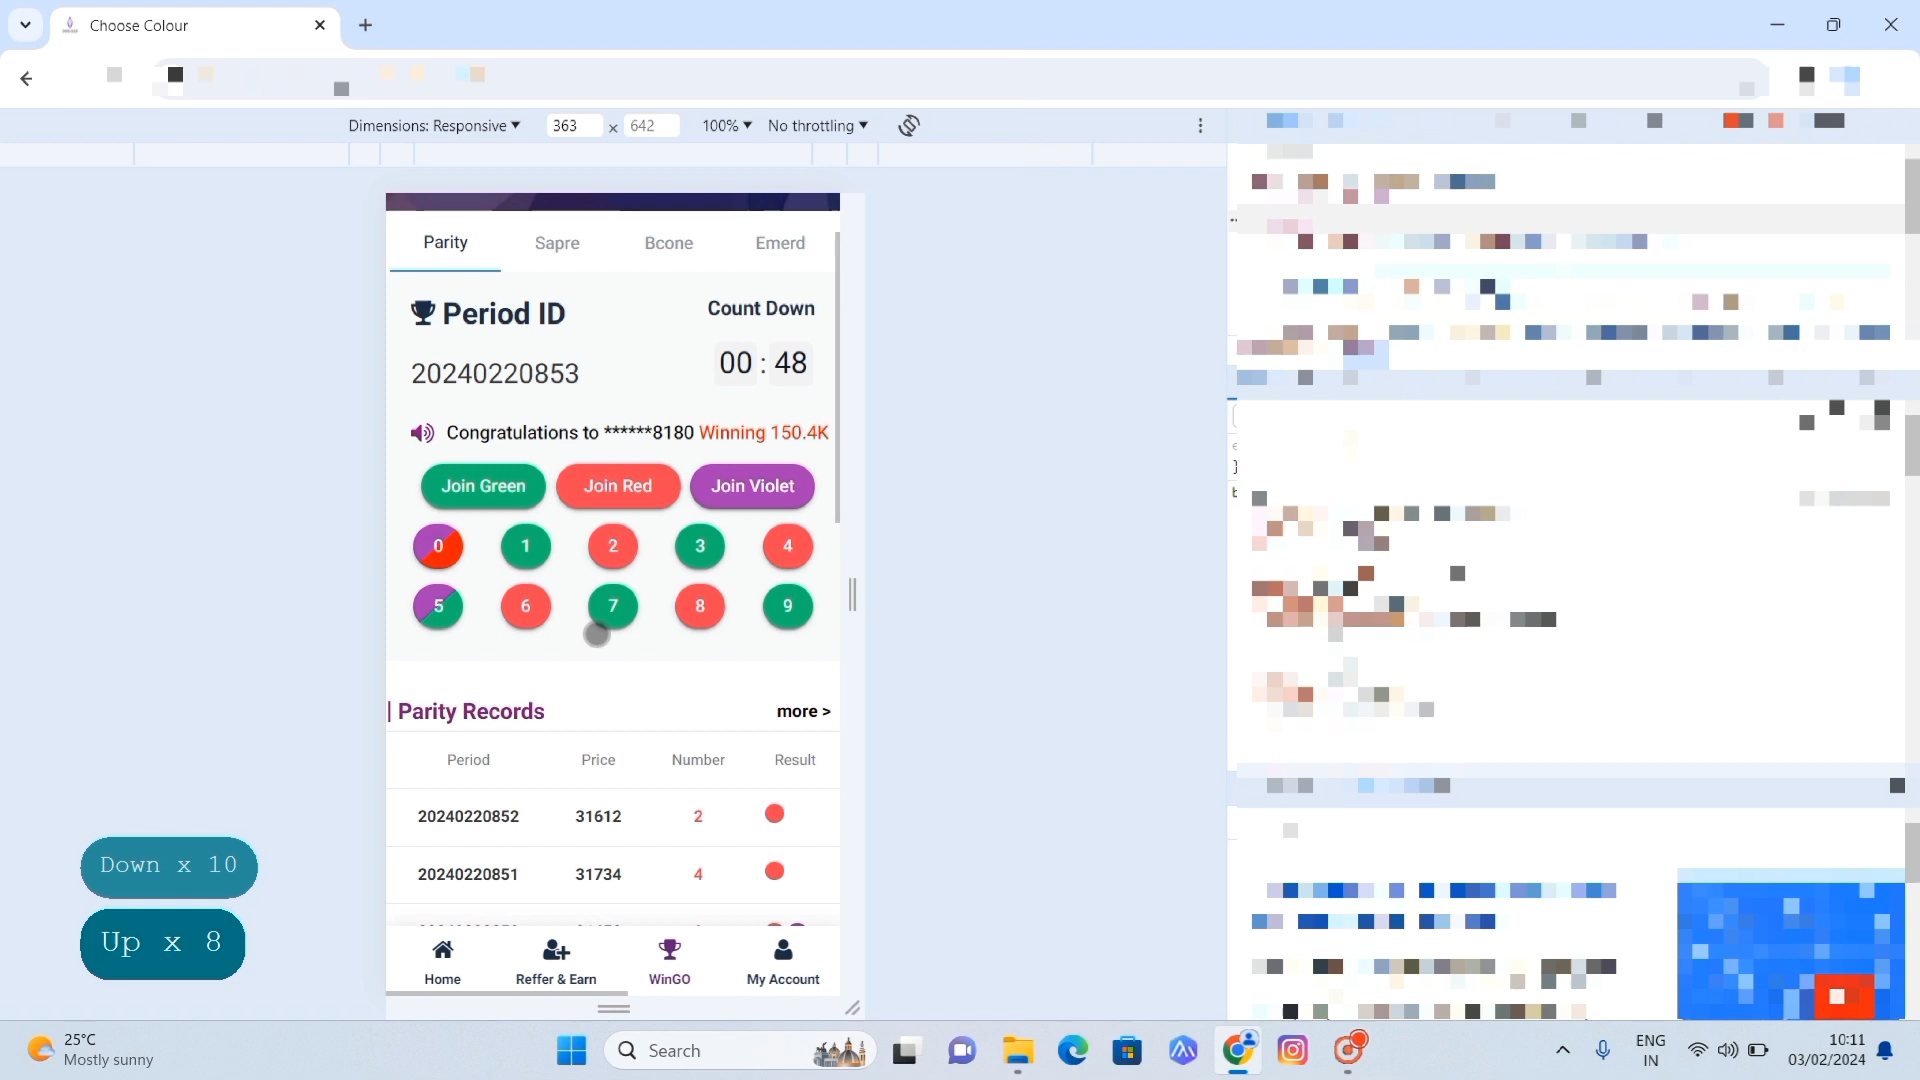 Choose Colour
Dimensions: Responsive 363 x 642 100% No throttling
Parity Sapre Bcone Emerd
Period ID Count Down
20240220853 00 : 48
Congratulations to ******8180 Winning 150.4K
Join Green Join Red Join Violet
0 1 2 3 4
5 6 7 8 9
Parity Records more >
Period Price Number Result
20240220852 31612 2
20240220851 31734 4
Home Reffer & Earn WinGO My Account
Down x 10
Up x 8
25°C
Mostly sunny
Search
ENG
IN
10:11
03/02/2024